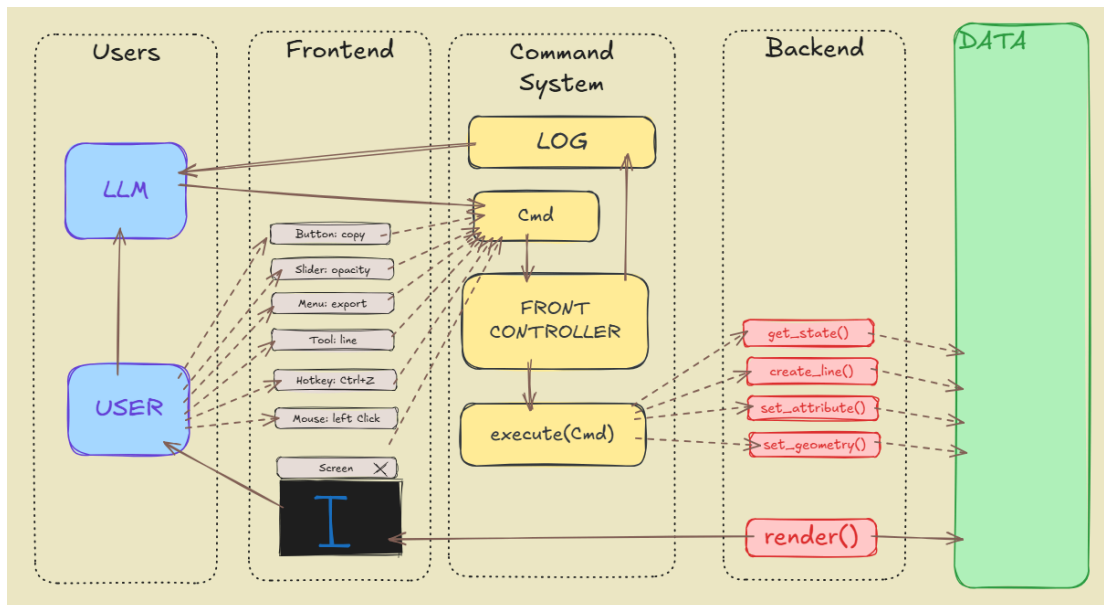 Users
LLM
USER
Frontend
Button: copy
Slider: opacity
Menu: export
Tool: line
Hotkey: Ctrl+Z
Mouse: left Click
Screen
Command
System
LOG
Cmd
FRONT
CONTROLLER
execute(Cmd)
Backend
get_state()
create_line()
set_attribute()
set_geometry()
render()
DATA